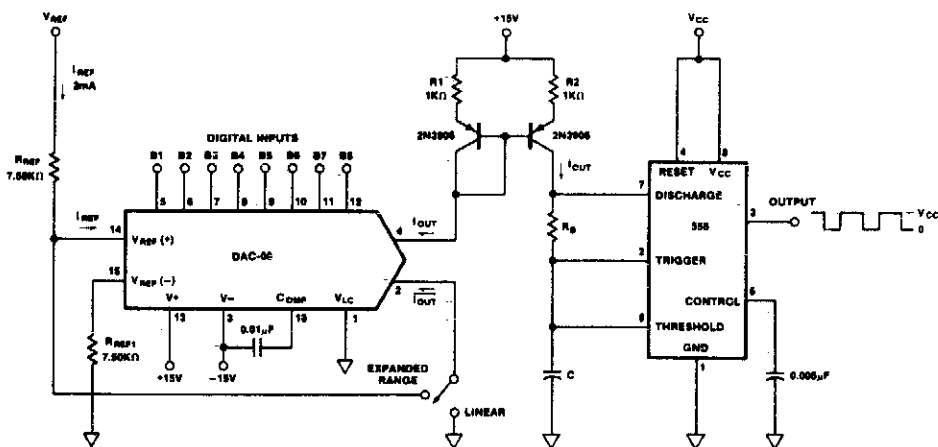 VREF
+15V
VCC
IREF
2mA
R1
1KΩ
R2
1KΩ
2N3906
2N3906
DIGITAL INPUTS
B1 B2 B3 B4 B5 B6 B7 B8
RREF
7.50KΩ
IOUT
4 8
RESET VCC
7 DISCHARGE
OUTPUT
3
VCC
0
555
5 6 7 8 9 10 11 12
IREF
14 VREF (+)
4 IOUT
RB
DAC-08
2 TRIGGER
15 VREF (−)
2
IOUT
CONTROL 5
V+ V− COMP VLC
13 3 16 1
6 THRESHOLD
0.01μF
GND
1
RREF1
7.50KΩ
+15V −15V
EXPANDED
RANGE
LINEAR
C
0.005μF